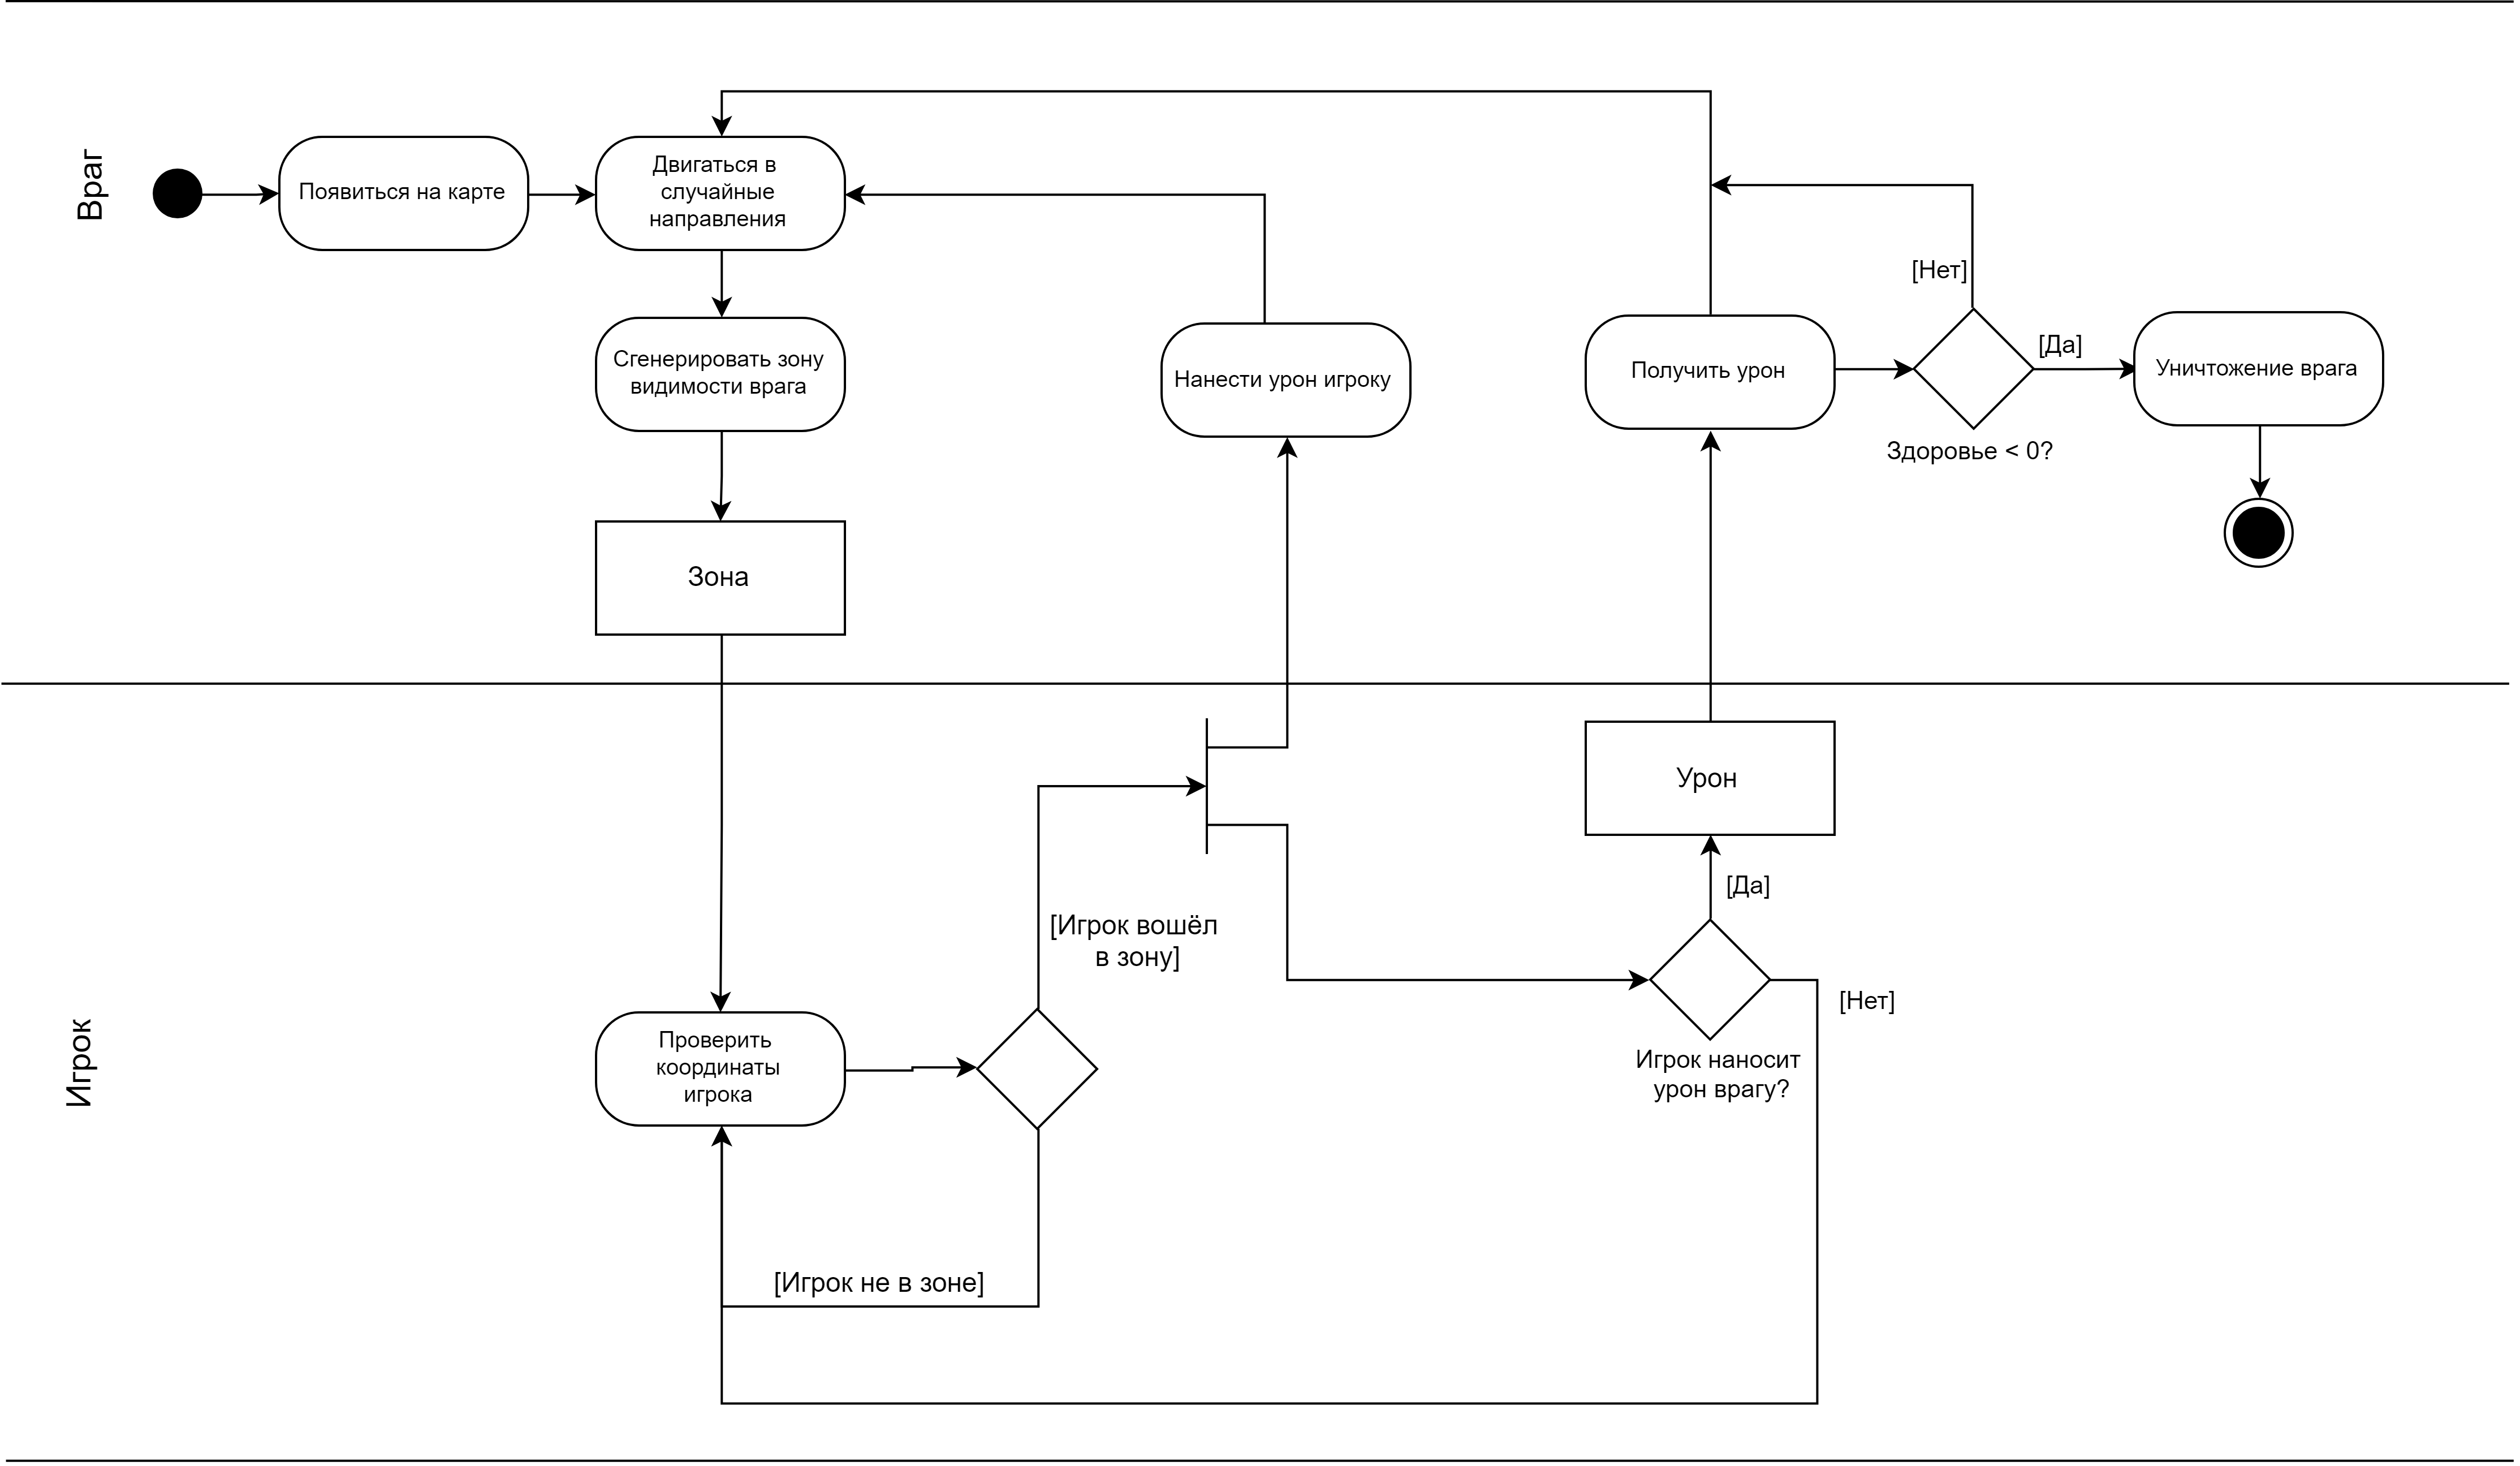 Враг
Появиться на карте
Двигаться в
случайные
направления
[Нет]
[Да]
Сгенерировать зону
видимости врага
Нанести урон игроку
Получить урон
Уничтожение врага
Здоровье < 0?
Зона
Игрок
Урон
[Да]
[Игрок вошёл
в зону]
[Нет]
Проверить
координаты
игрока
Игрок наносит
урон врагу?
[Игрок не в зоне]